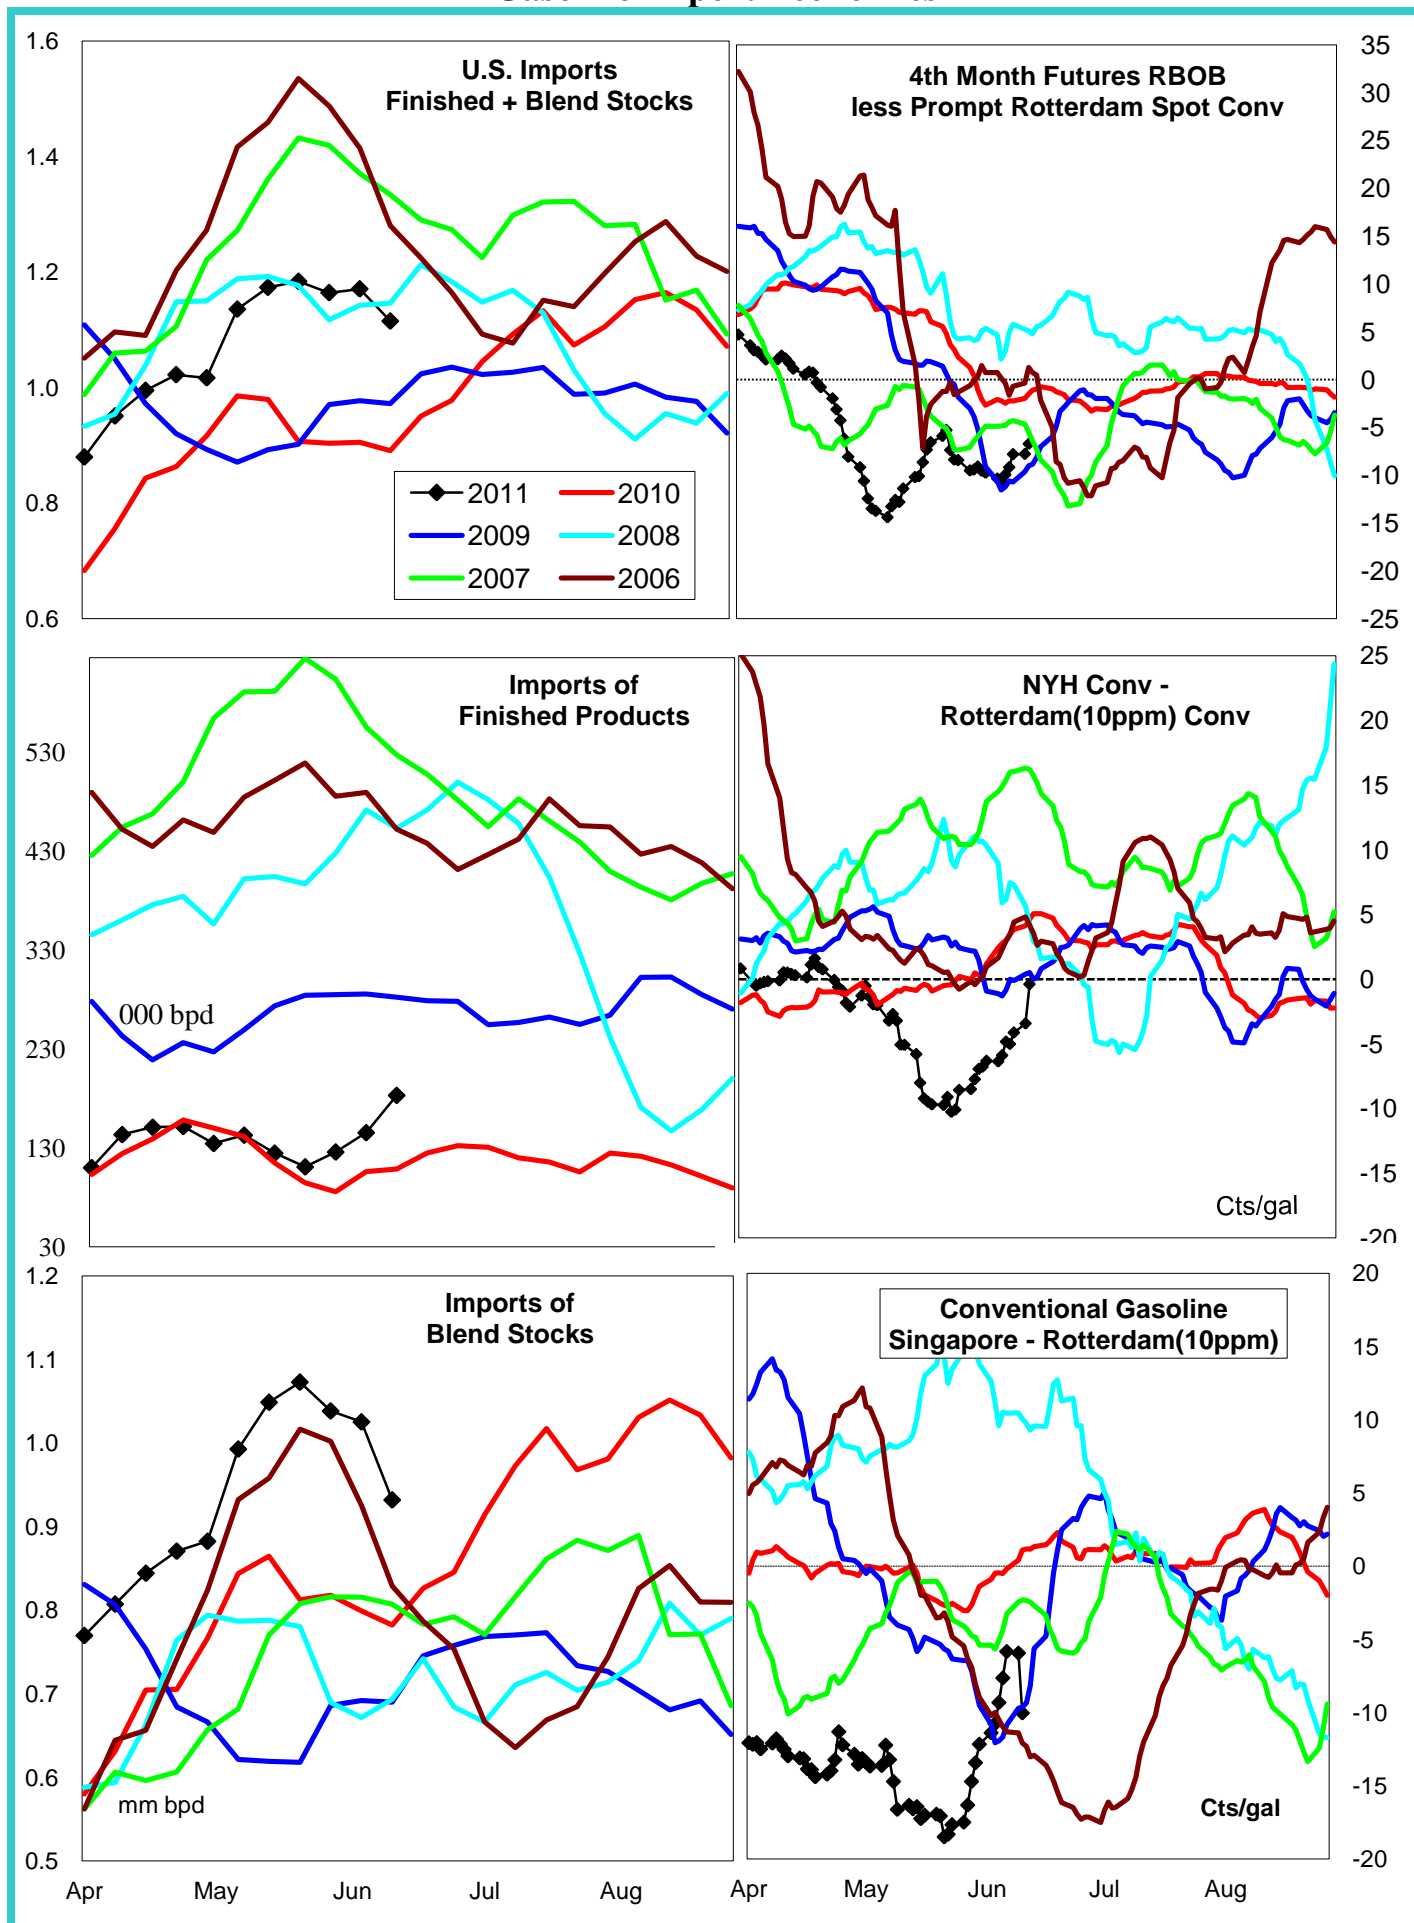 1.6
1.4
1.2
1.0
0.8
0.6
U.S. Imports
Finished + Blend Stocks
2011
2010
2009
2008
2007
2006
4th Month Futures RBOB
less Prompt Rotterdam Spot Conv
35
30
25
20
15
10
5
0
-5
-10
-15
-20
-25
530
430
330
230
130
30
Imports of
Finished Products
000 bpd
NYH Conv -
Rotterdam(10ppm) Conv
Cts/gal
25
20
15
10
5
0
-5
-10
-15
-20
1.2
1.1
1.0
0.9
0.8
0.7
0.6
0.5
Imports of
Blend Stocks
mm bpd
Apr
May
Jun
Jul
Aug
Conventional Gasoline
Singapore - Rotterdam(10ppm)
Cts/gal
20
15
10
5
0
-5
-10
-15
-20
Apr
May
Jun
Jul
Aug